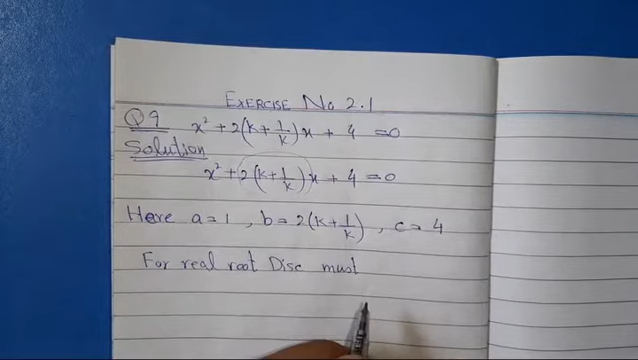 EXERCISE No 2.1
Q9 x² + 2(k + 1/k)x + 4 = 0
Solution
x² + 2(k + 1/k)x + 4 = 0
Here a = 1 , b = 2(k + 1/k) , c = 4
For real root Disc must